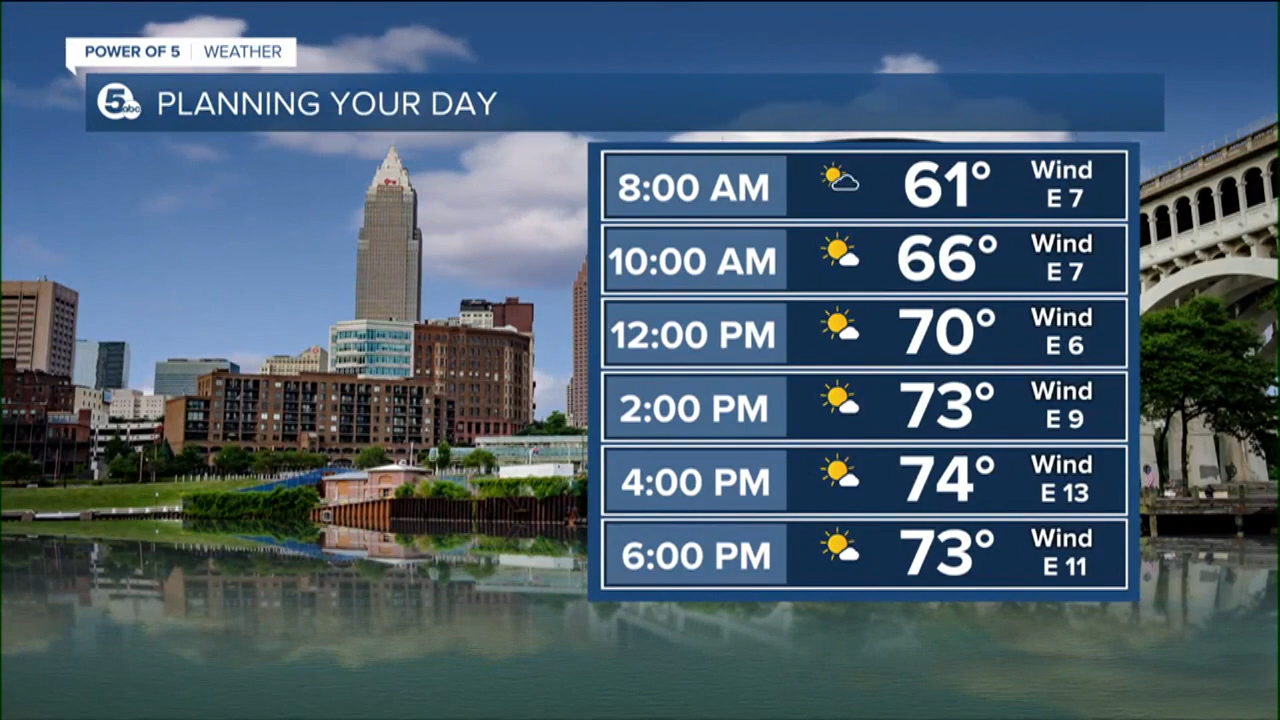 POWER OF 5 | WEATHER
5 abc PLANNING YOUR DAY
8:00 AM 61° Wind E 7
10:00 AM 66° Wind E 7
12:00 PM 70° Wind E 6
2:00 PM 73° Wind E 9
4:00 PM 74° Wind E 13
6:00 PM 73° Wind E 11